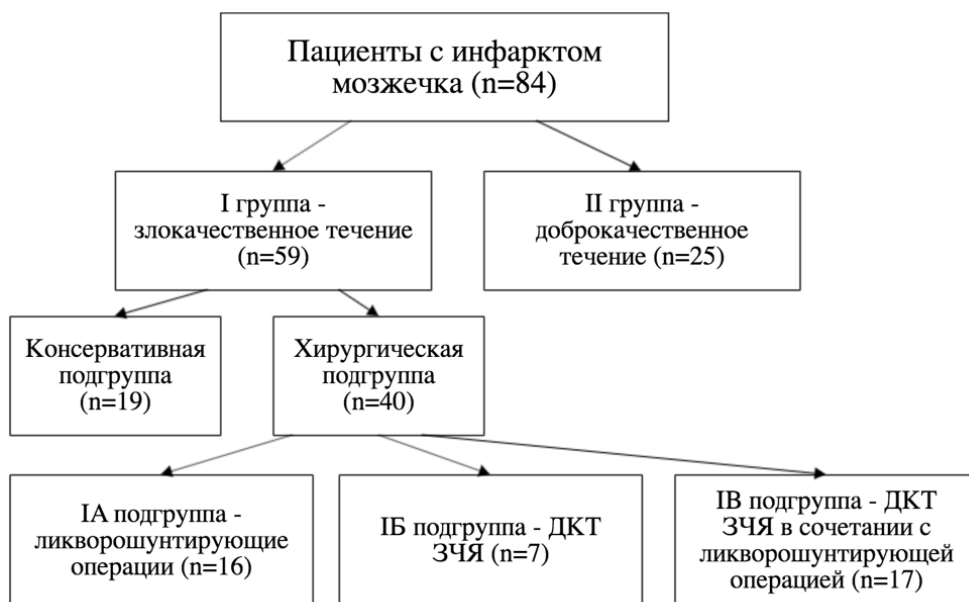 Пациенты с инфарктом
мозжечка (n=84)
I группа -
злокачественное течение
(n=59)
II группа -
доброкачественное
течение (n=25)
Консервативная
подгруппа
(n=19)
Хирургическая
подгруппа
(n=40)
IА подгруппа -
ликворошунтирующие
операции (n=16)
IБ подгруппа - ДКТ
ЗЧЯ (n=7)
IВ подгруппа - ДКТ
ЗЧЯ в сочетании с
ликворошунтирующей
операцией (n=17)